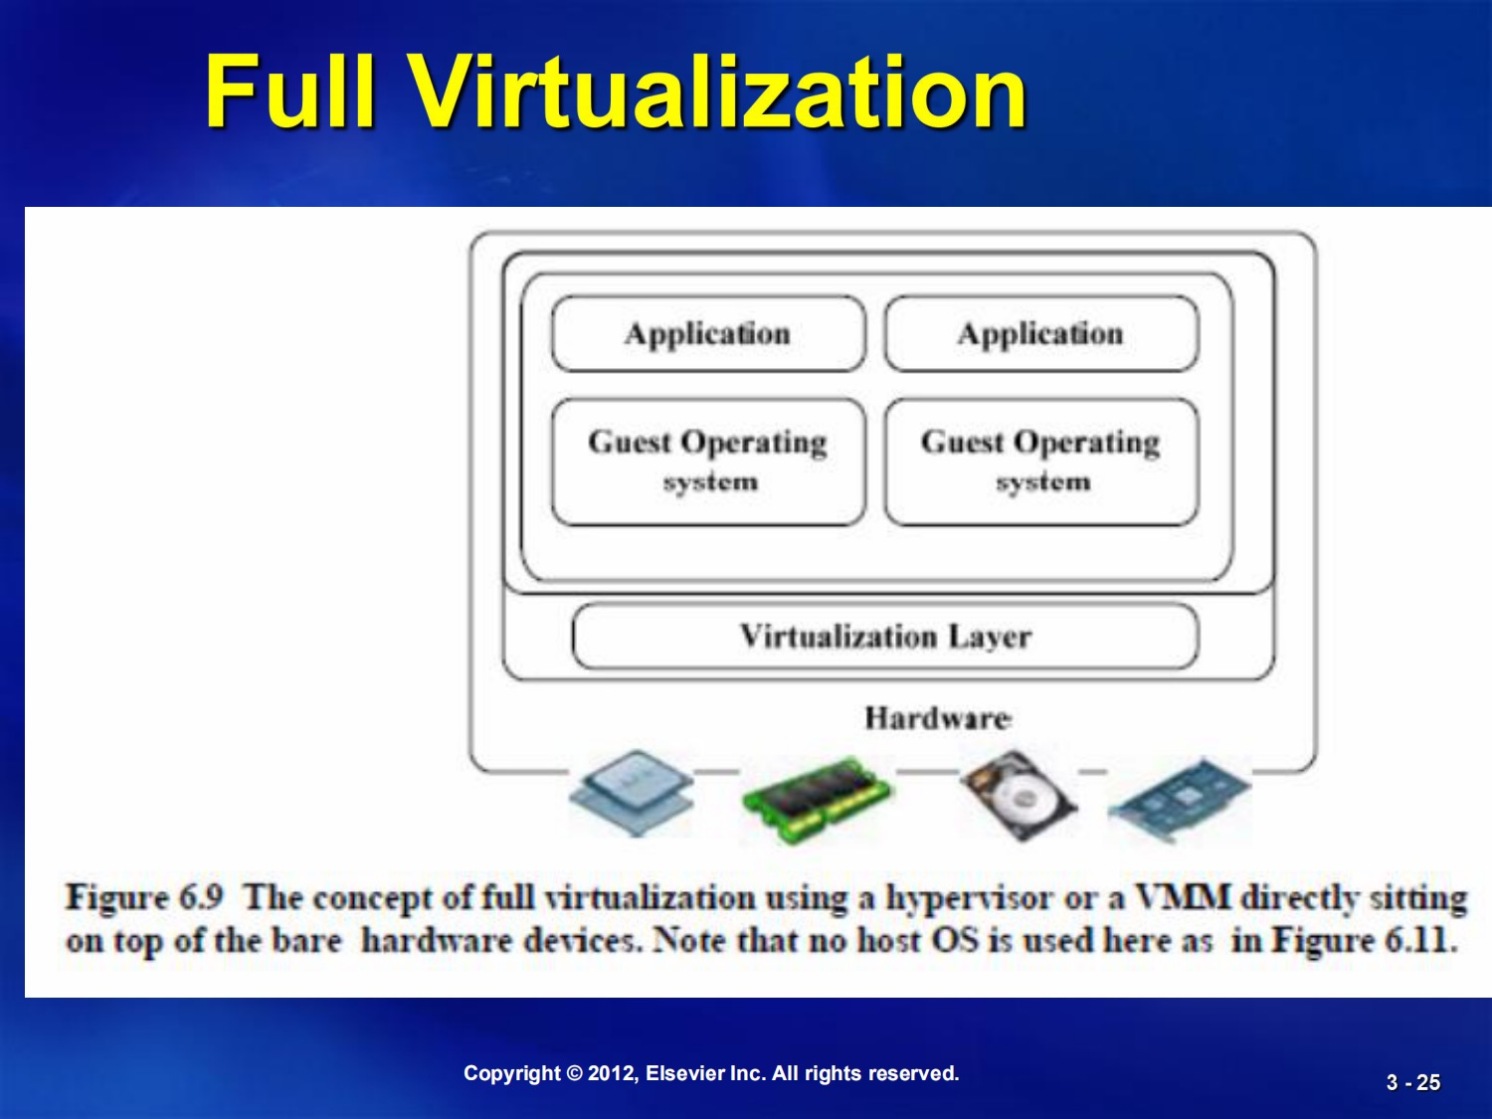 Full Virtualization
Application
Application
Guest Operating
system
Guest Operating
system
Virtualization Layer
Hardware
Figure 6.9 The concept of full virtualization using a hypervisor or a VMM directly sitting
on top of the bare hardware devices. Note that no host OS is used here as in Figure 6.11.
Copyright © 2012, Elsevier Inc. All rights reserved.
3 - 25